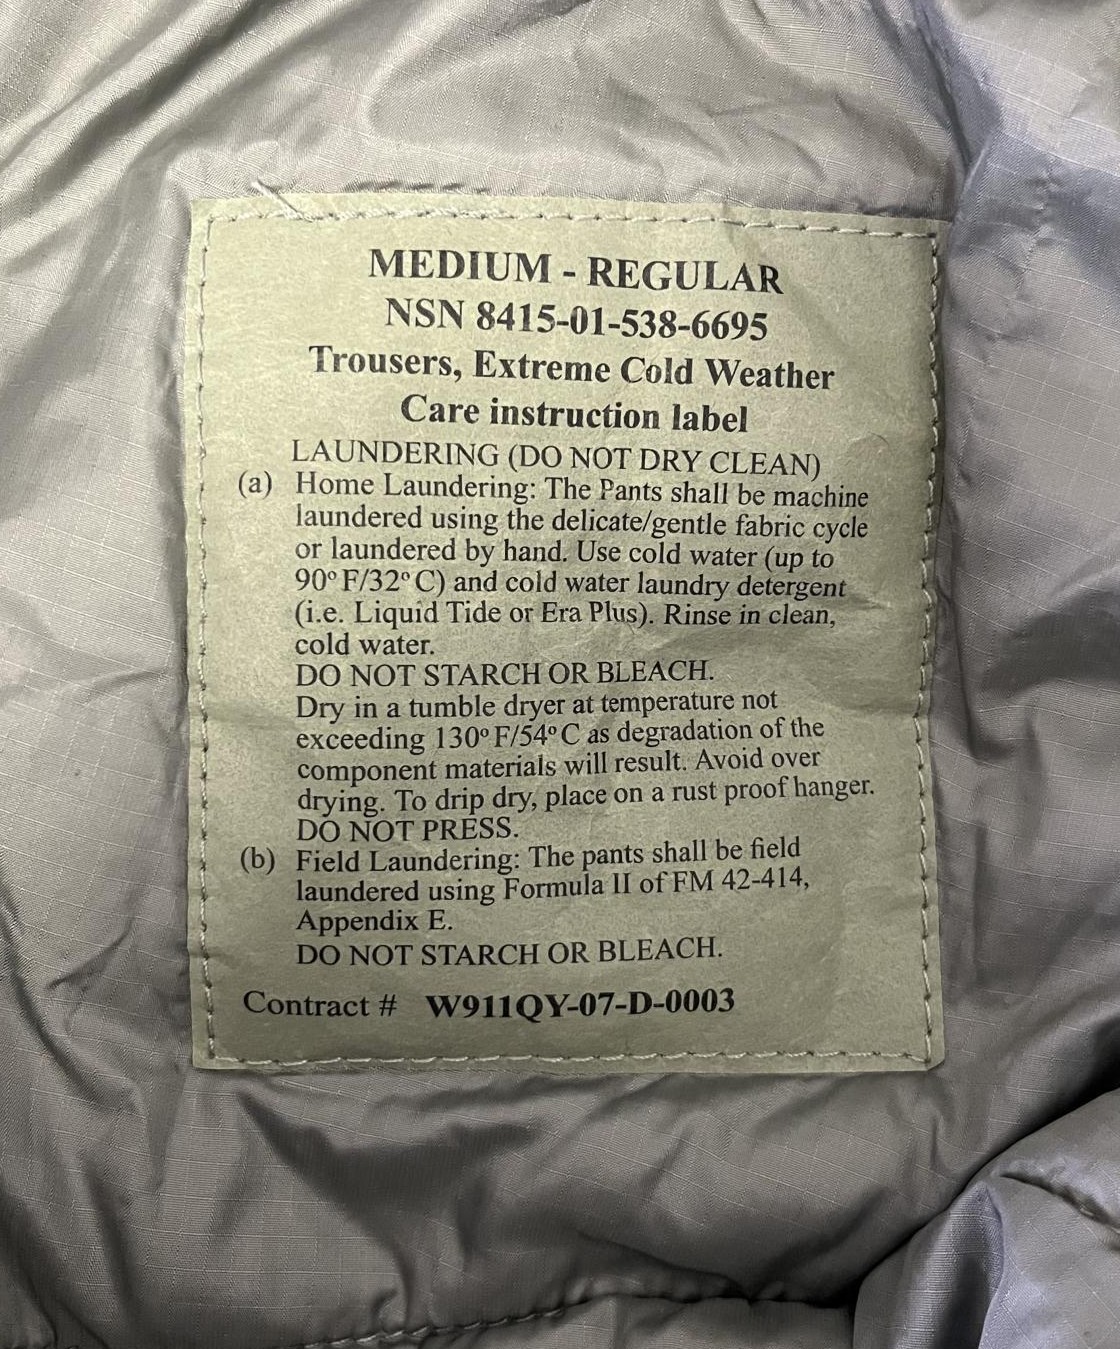 MEDIUM - REGULAR
NSN 8415-01-538-6695
Trousers, Extreme Cold Weather
Care instruction label
LAUNDERING (DO NOT DRY CLEAN)
(a) Home Laundering: The Pants shall be machine
laundered using the delicate/gentle fabric cycle
or laundered by hand. Use cold water (up to
90° F/32° C) and cold water laundry detergent
(i.e. Liquid Tide or Era Plus). Rinse in clean,
cold water.
DO NOT STARCH OR BLEACH.
Dry in a tumble dryer at temperature not
exceeding 130° F/54° C as degradation of the
component materials will result. Avoid over
drying. To drip dry, place on a rust proof hanger.
DO NOT PRESS.
(b) Field Laundering: The pants shall be field
laundered using Formula II of FM 42-414,
Appendix E.
DO NOT STARCH OR BLEACH.
Contract # W911QY-07-D-0003